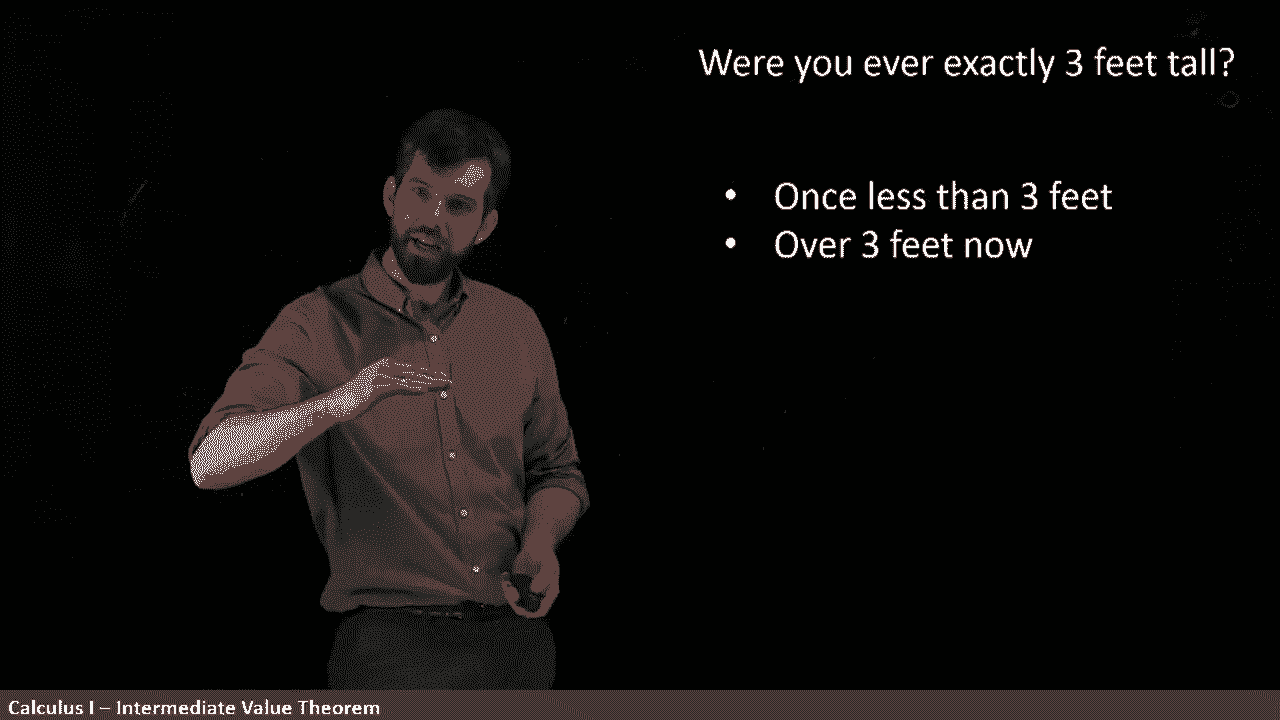 Were you ever exactly 3 feet tall?
• Once less than 3 feet
• Over 3 feet now
Calculus I – Intermediate Value Theorem